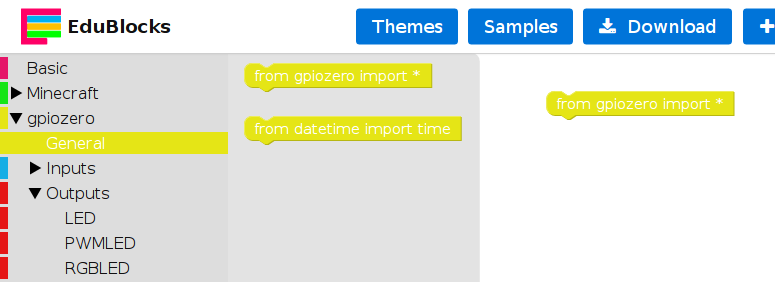 EduBlocks
Themes
Samples
Download
Basic
Minecraft
gpiozero
General
Inputs
Outputs
LED
PWMLED
RGBLED
from gpiozero import *
from datetime import time
from gpiozero import *